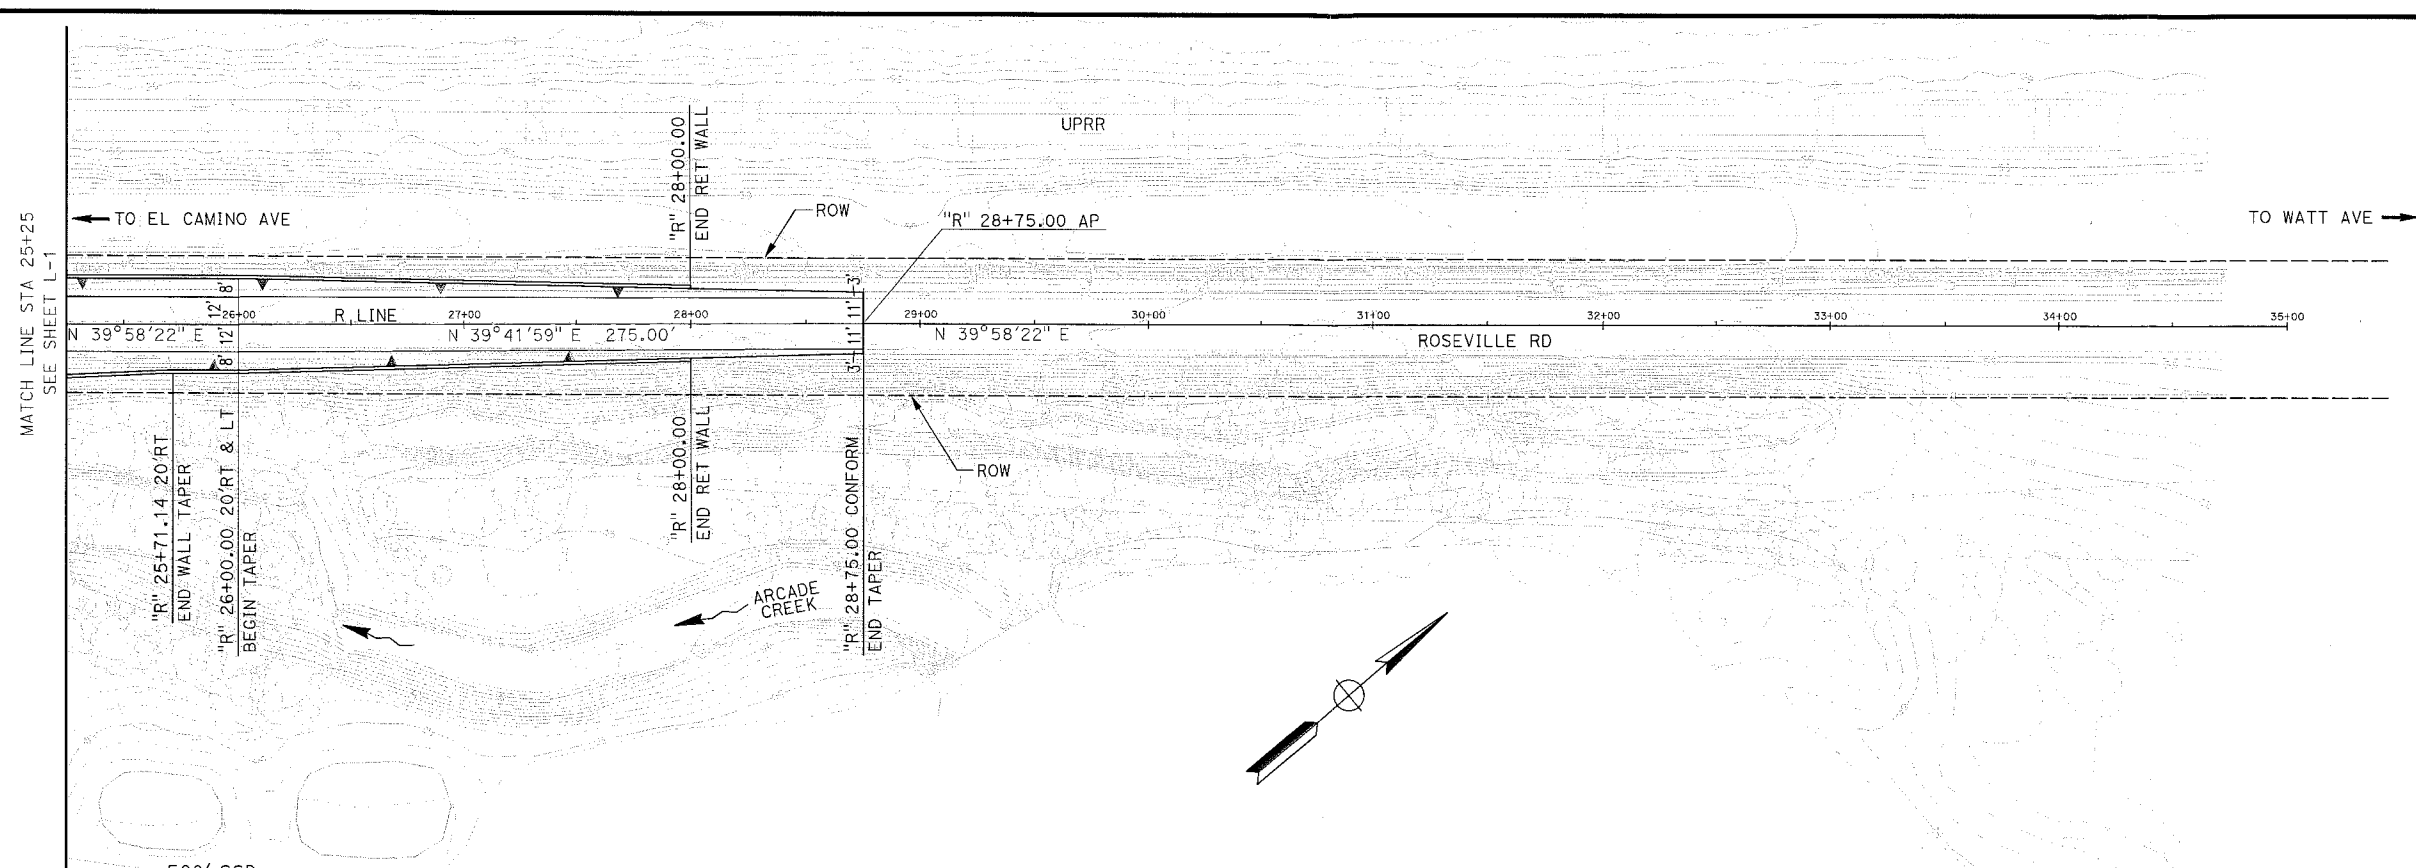 UPRR
MATCH LINE STA 25+25
SEE SHEET L-1
TO EL CAMINO AVE
"R" 28+00.00
END RET WALL
ROW
"R" 28+75.00 AP
TO WATT AVE
8'
12'
12'
8'
3'
11'
11'
3'
26+00
R LINE
27+00
28+00
29+00
30+00
31+00
32+00
33+00
34+00
35+00
N 39°58'22" E
N 39°41'59" E 275.00'
N 39°58'22" E
ROSEVILLE RD
"R" 25+71.14 20'RT
END WALL TAPER
"R" 26+00.00 20'RT & LT
BEGIN TAPER
"R" 28+00.00
END RET WALL
"R" 28+75.00 CONFORM
END TAPER
ROW
ARCADE
CREEK